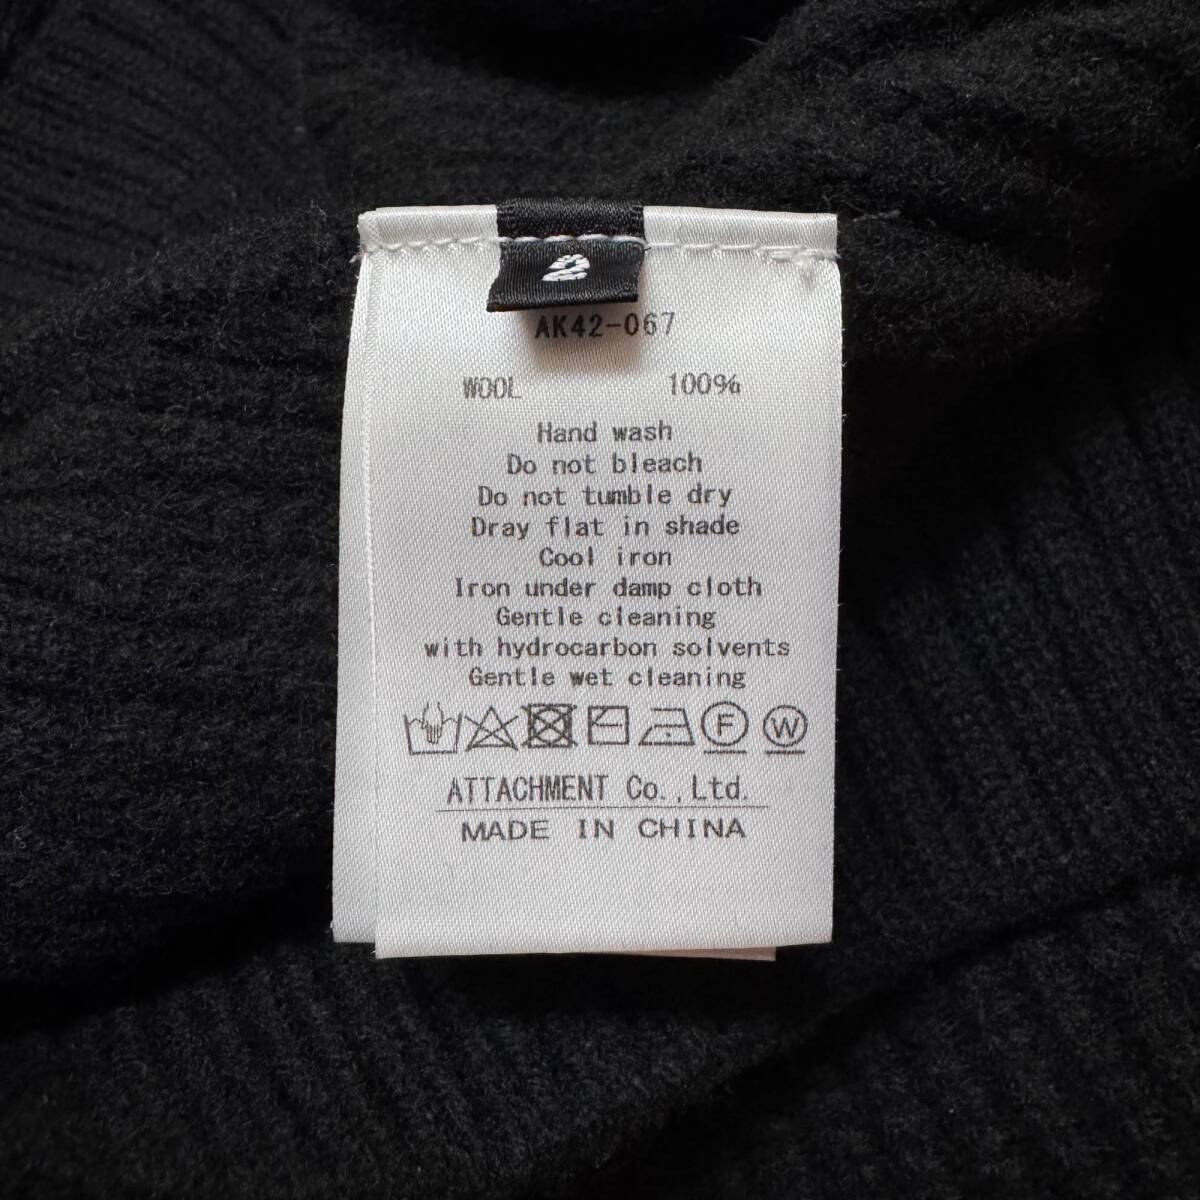 2
AK42-067
WOOL 100%
Hand wash
Do not bleach
Do not tumble dry
Dray flat in shade
Cool iron
Iron under damp cloth
Gentle cleaning
with hydrocarbon solvents
Gentle wet cleaning
F W
ATTACHMENT Co.,Ltd.
MADE IN CHINA